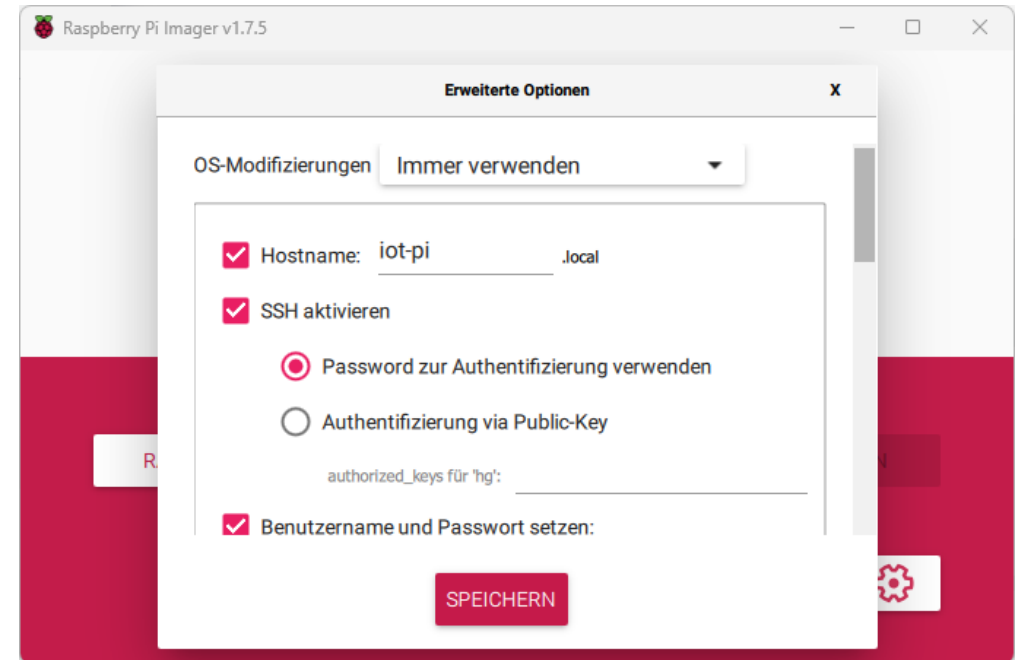 Raspberry Pi Imager v1.7.5
Erweiterte Optionen X
OS-Modifizierungen Immer verwenden
Hostname: iot-pi .local
SSH aktivieren
Password zur Authentifizierung verwenden
Authentifizierung via Public-Key
R
N
authorized_keys für 'hg':
Benutzername und Passwort setzen:
SPEICHERN